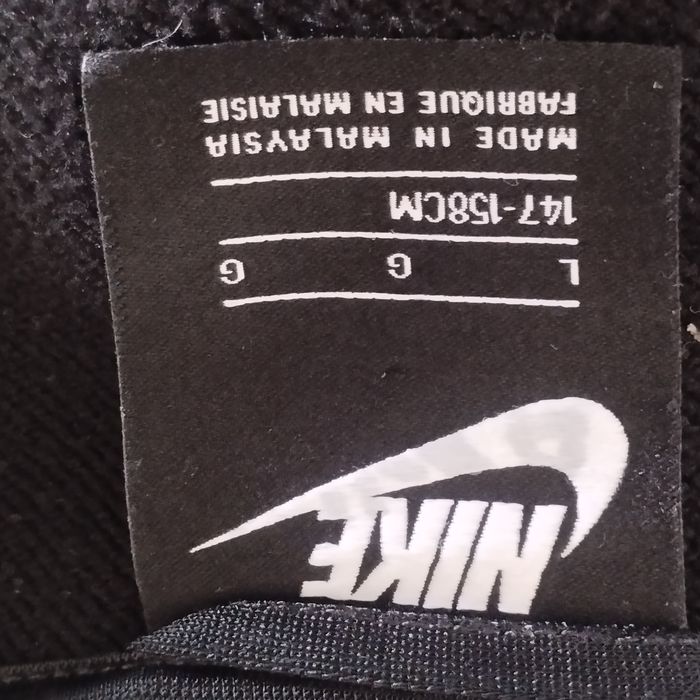 NIKE
L G G
147-158CM
MADE IN MALAYSIA
FABRIQUE EN MALAISIE